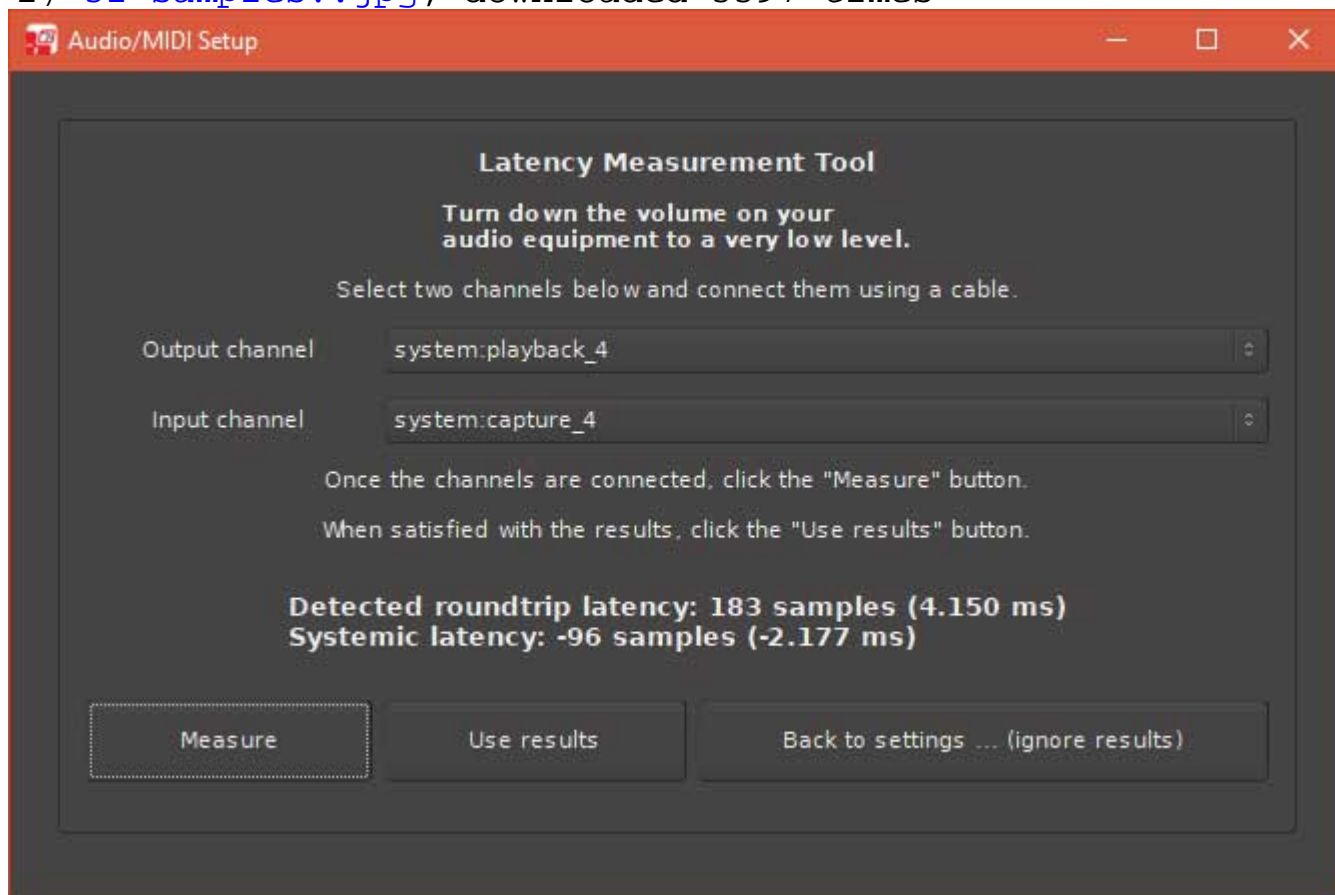 Audio/MIDI Setup
Latency Measurement Tool
Turn down the volume on your
audio equipment to a very low level.
Select two channels below and connect them using a cable.
Output channel system:playback_4
Input channel system:capture_4
Once the channels are connected, click the "Measure" button.
When satisfied with the results, click the "Use results" button.
Detected roundtrip latency: 183 samples (4.150 ms)
Systemic latency: -96 samples (-2.177 ms)
Measure Use results Back to settings ... (ignore results)